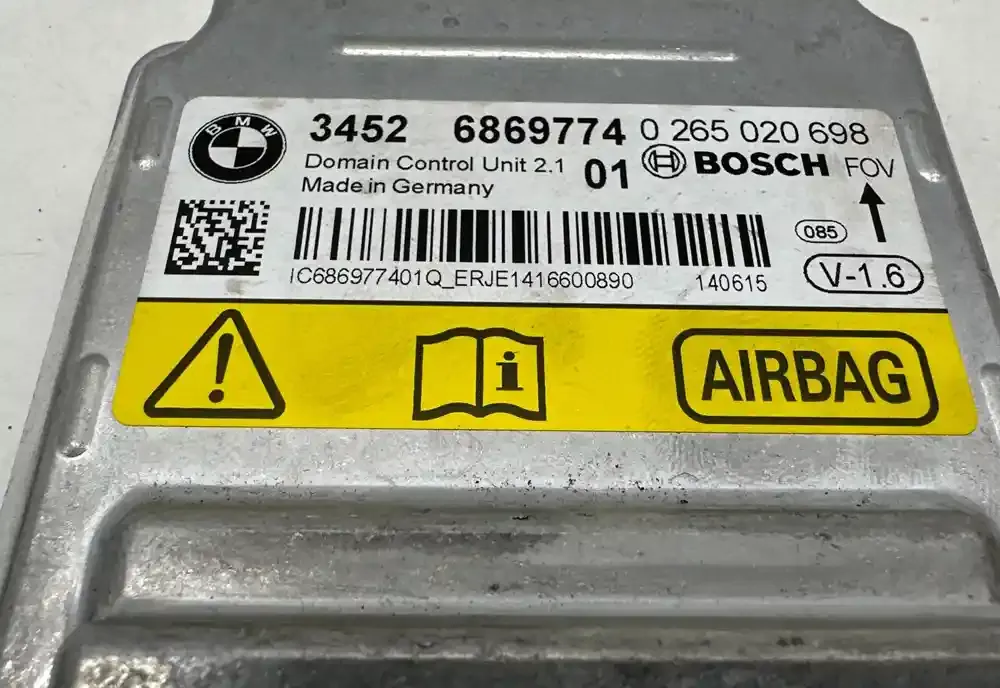 BMW
3452 6869774 0 265 020 698
Domain Control Unit 2.1 01 BOSCH FOV
Made in Germany
085
V-1.6
IC686977401Q_ERJE1416600890 140615
AIRBAG